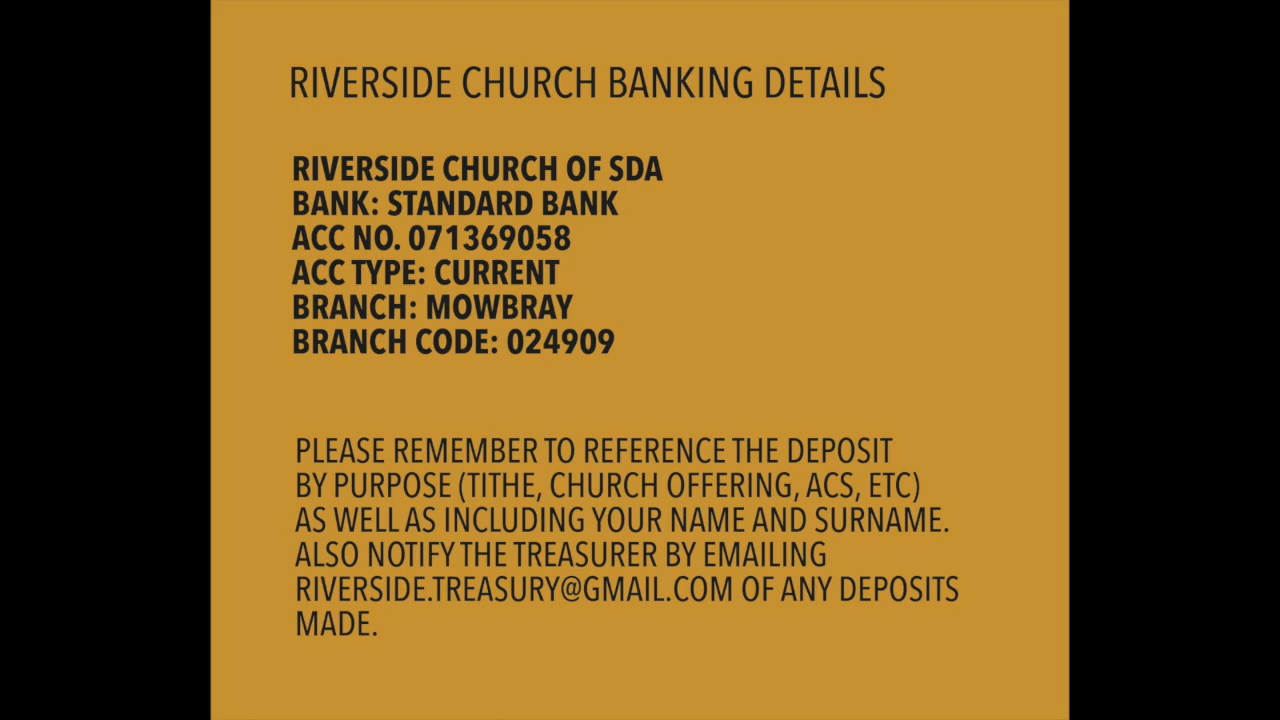 RIVERSIDE CHURCH BANKING DETAILS
RIVERSIDE CHURCH OF SDA
BANK: STANDARD BANK
ACC NO. 071369058
ACC TYPE: CURRENT
BRANCH: MOWBRAY
BRANCH CODE: 024909
PLEASE REMEMBER TO REFERENCE THE DEPOSIT
BY PURPOSE (TITHE, CHURCH OFFERING, ACS, ETC)
AS WELL AS INCLUDING YOUR NAME AND SURNAME.
ALSO NOTIFY THE TREASURER BY EMAILING
RIVERSIDE.TREASURY@GMAIL.COM OF ANY DEPOSITS
MADE.